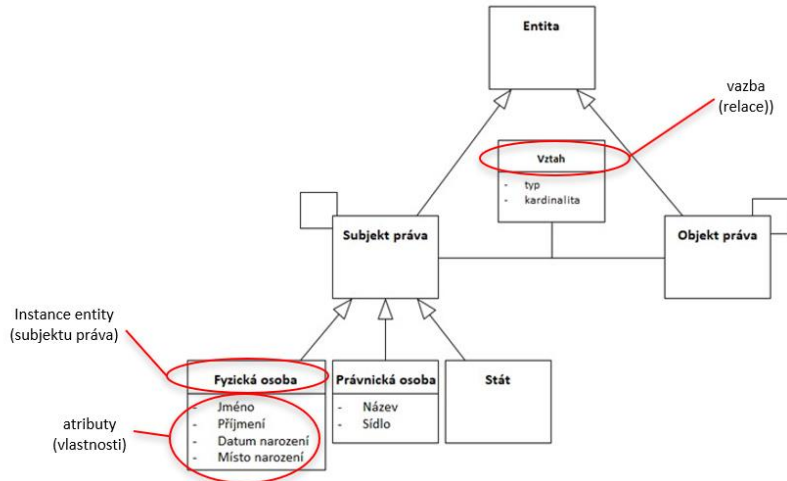 Entita
vazba
(relace))
Vztah
- typ
- kardinalita
Subjekt práva
Objekt práva
Instance entity
(subjektu práva)
Fyzická osoba
- Jméno
- Příjmení
- Datum narození
- Místo narození
Právnická osoba
- Název
- Sídlo
Stát
atributy
(vlastnosti)